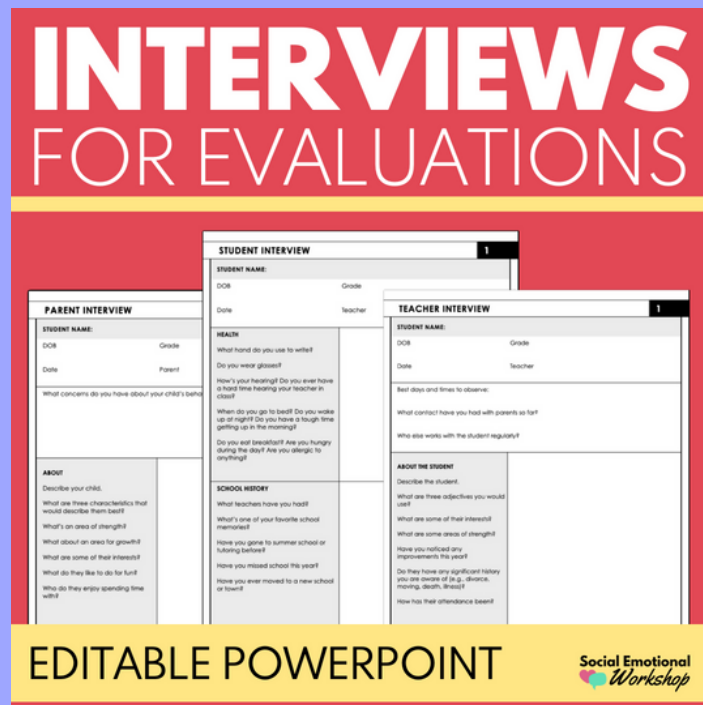 INTERVIEWS
FOR EVALUATIONS
STUDENT INTERVIEW
1
STUDENT NAME:
DOB
Grade
Date
Teacher
HEALTH
What hand do you use to write?
Do you wear glasses?
How's your hearing? Do you ever have
a hard time hearing your teacher in
class?
When do you go to bed? Do you wake
up at night? Do you have a tough time
getting up in the morning?
Do you eat breakfast? Are you hungry
during the day? Are you allergic to
anything?
SCHOOL HISTORY
What teachers have you had?
What's one of your favorite school
memories?
Have you gone to summer school or
tutoring before?
Have you missed school this year?
Have you ever moved to a new school
or town?
PARENT INTERVIEW
STUDENT NAME:
DOB
Grade
Date
Parent
What concerns do you have about your child's beha
ABOUT
Describe your child.
What are three characteristics that
would describe them best?
What's an area of strength?
What about an area for growth?
What are some of their interests?
What do they like to do for fun?
Who do they enjoy spending time
with?
TEACHER INTERVIEW
1
STUDENT NAME:
DOB
Grade
Date
Teacher
Best days and times to observe:
What contact have you had with parents so far?
Who else works with the student regularly?
ABOUT THE STUDENT
Describe the student.
What are three adjectives you would
use?
What are some of their interests?
What are some areas of strength?
Have you noticed any
improvements this year?
Do they have any significant history
you are aware of (e.g., divorce,
moving, death, illness)?
How has their attendance been?
EDITABLE POWERPOINT
Social Emotional
Workshop